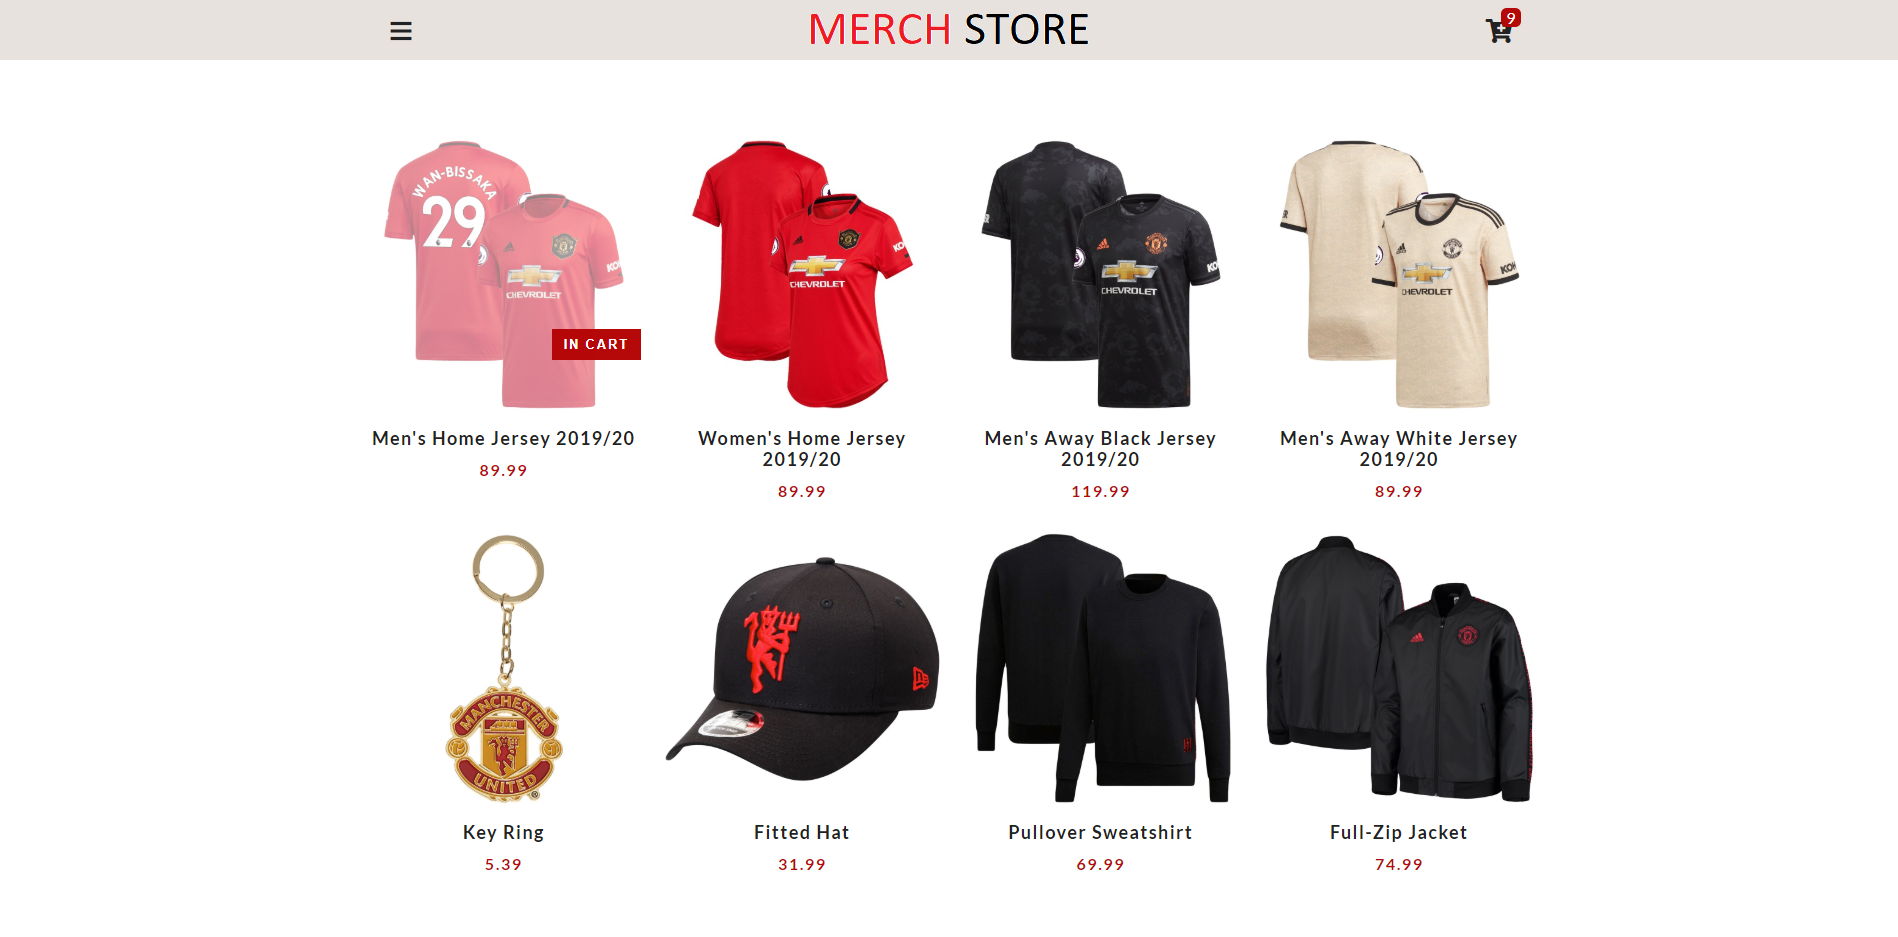 MERCH STORE
9
WAN-BISSAKA
29
CHEVROLET
KO
IN CART
CHEVROLET
KO
CHEVROLET
KO
CHEVROLET
Men's Home Jersey 2019/20
89.99
Women's Home Jersey
2019/20
89.99
Men's Away Black Jersey
2019/20
119.99
Men's Away White Jersey
2019/20
89.99
MANCHESTER
UNITED
Key Ring
5.39
Fitted Hat
31.99
Pullover Sweatshirt
69.99
Full-Zip Jacket
74.99